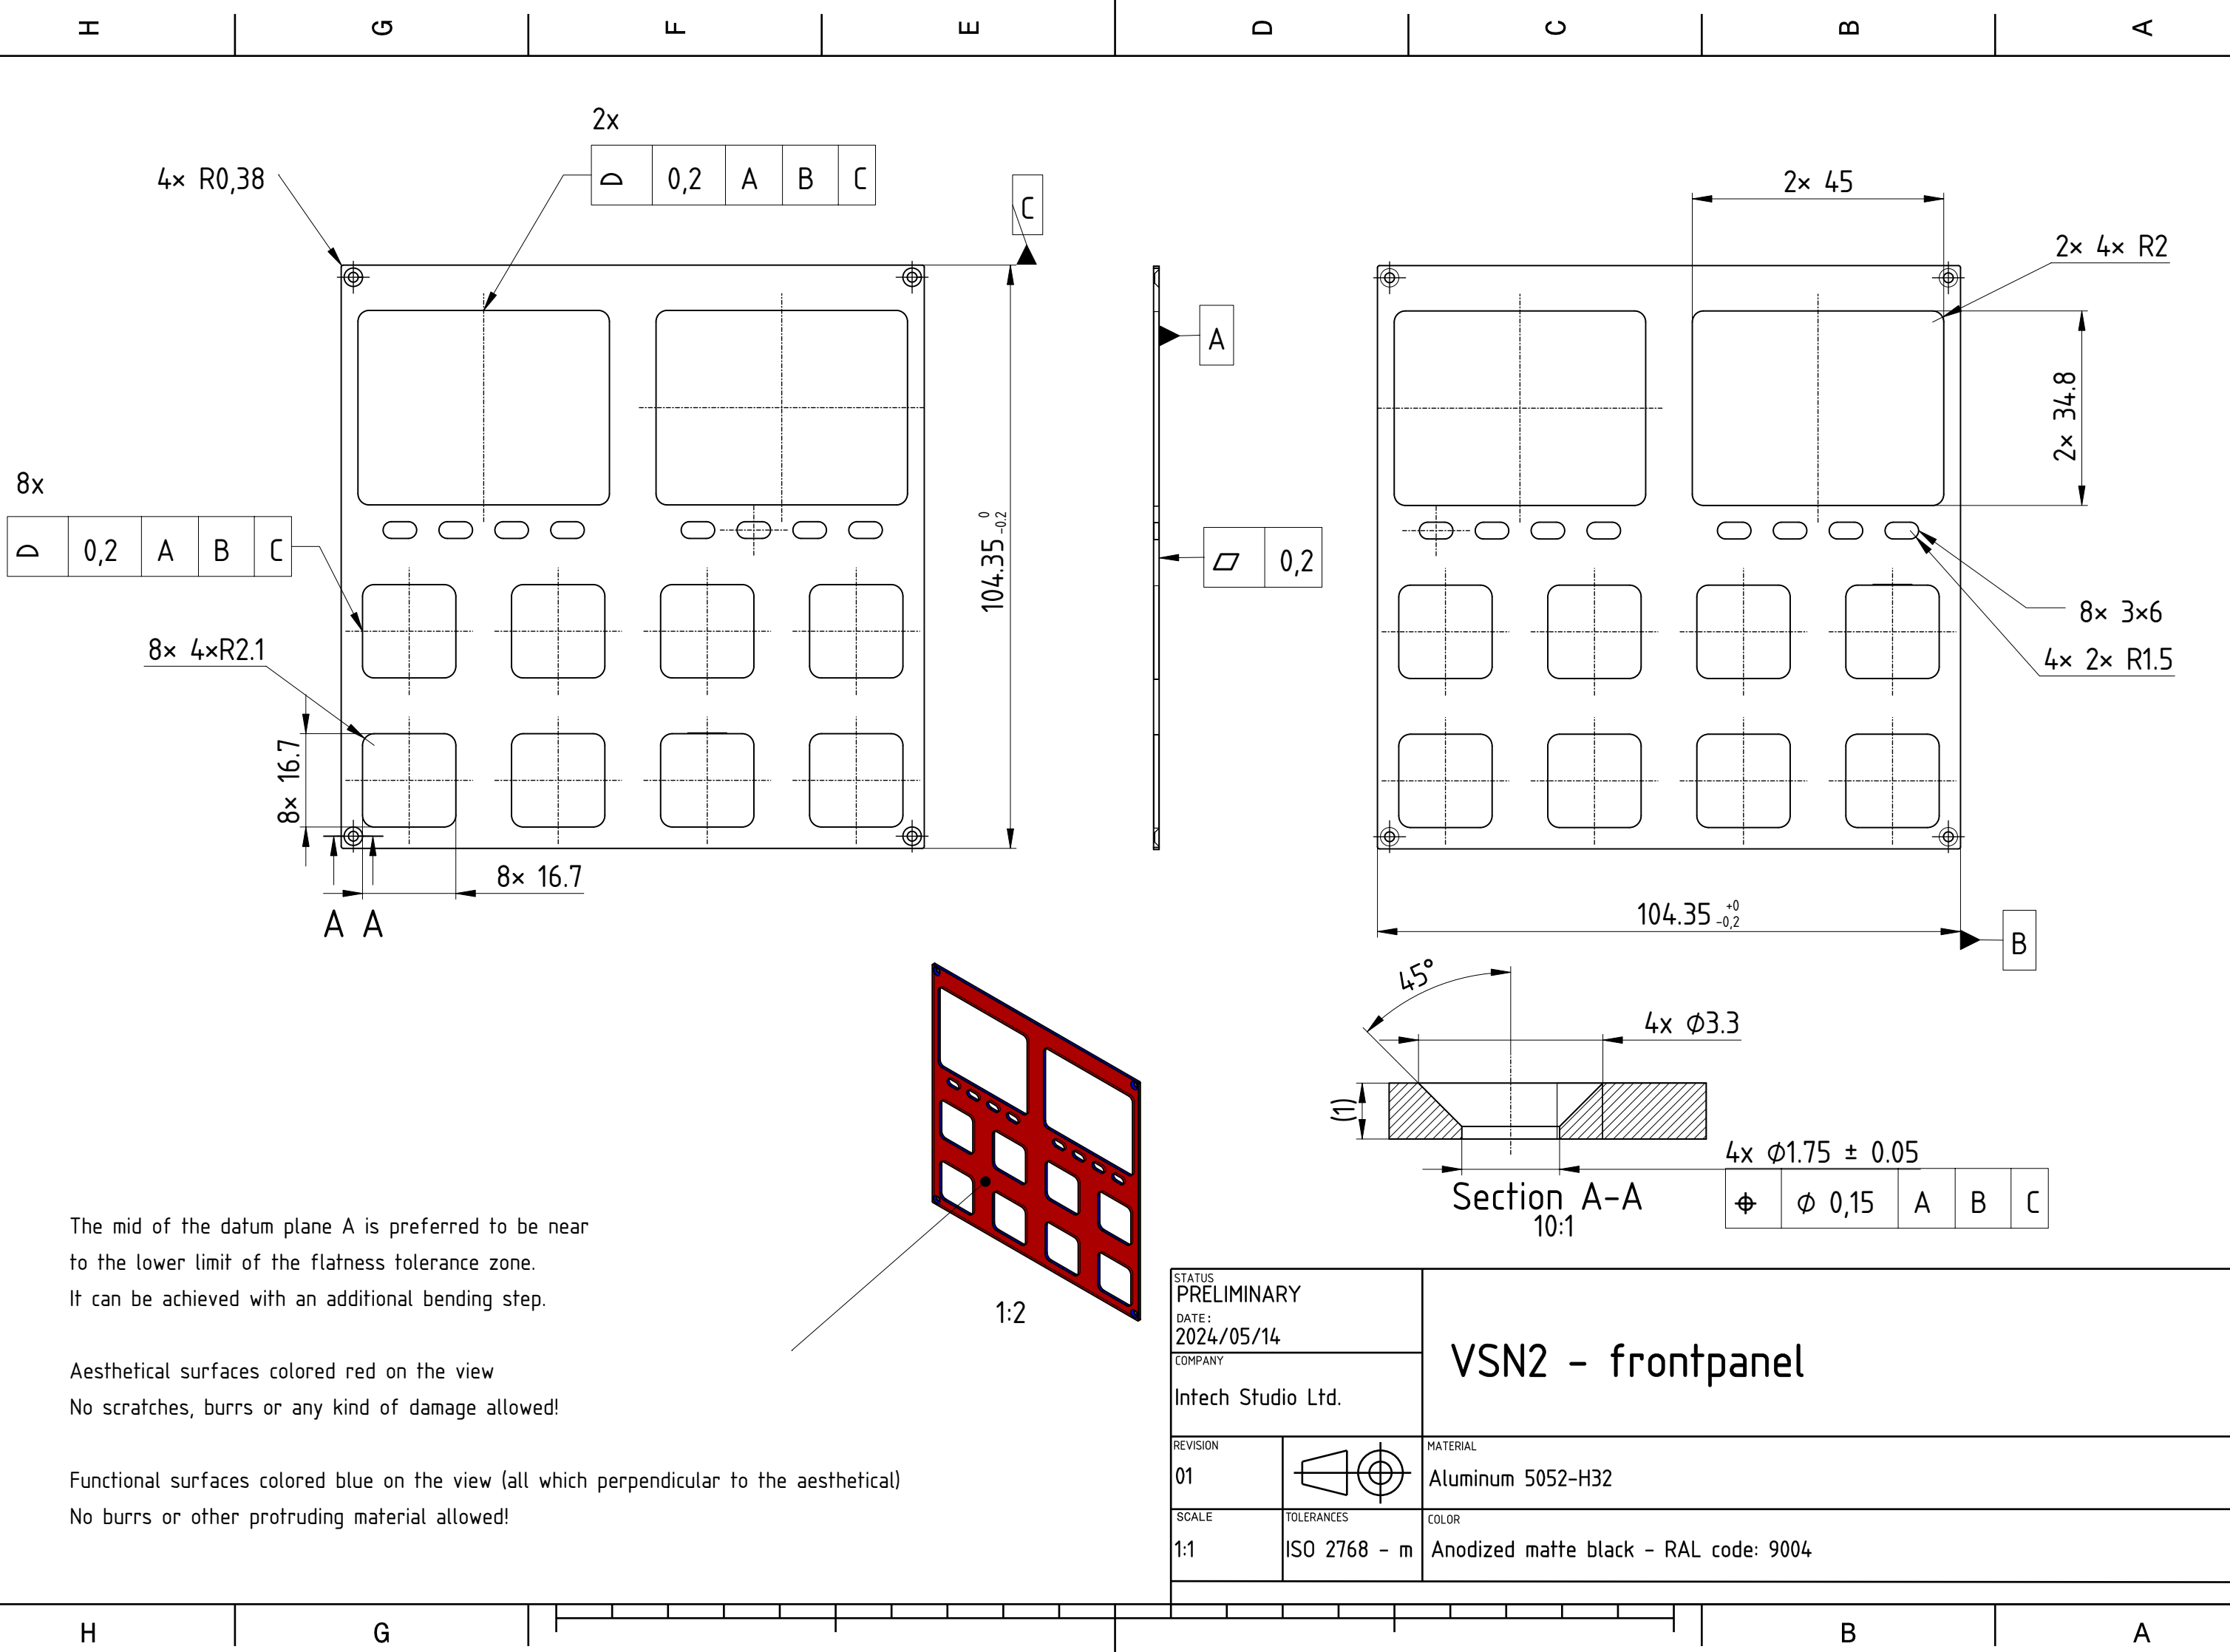 H G F E D C B A
2x
4× R0,38
⌓ 0,2 A B C
C
2× 45
2× 4× R2
A
2× 34.8
8x
⌓ 0,2 A B C
104.35 0 -0.2
⏥ 0,2
8× 3×6
8× 4×R2.1
4× 2× R1.5
8× 16.7
8× 16.7
A A
104.35 +0 -0,2
B
45°
4x ∅3.3
(1)
4x ∅1.75 ± 0.05
Section A-A
10:1
⌖ ∅ 0,15 A B C
The mid of the datum plane A is preferred to be near
to the lower limit of the flatness tolerance zone.
It can be achieved with an additional bending step.
1:2
Aesthetical surfaces colored red on the view
No scratches, burrs or any kind of damage allowed!
Functional surfaces colored blue on the view (all which perpendicular to the aesthetical)
No burrs or other protruding material allowed!
STATUS
PRELIMINARY
DATE:
2024/05/14
COMPANY
Intech Studio Ltd.
VSN2 - frontpanel
REVISION
01
MATERIAL
Aluminum 5052-H32
SCALE
1:1
TOLERANCES
ISO 2768 - m
COLOR
Anodized matte black - RAL code: 9004
H G B A